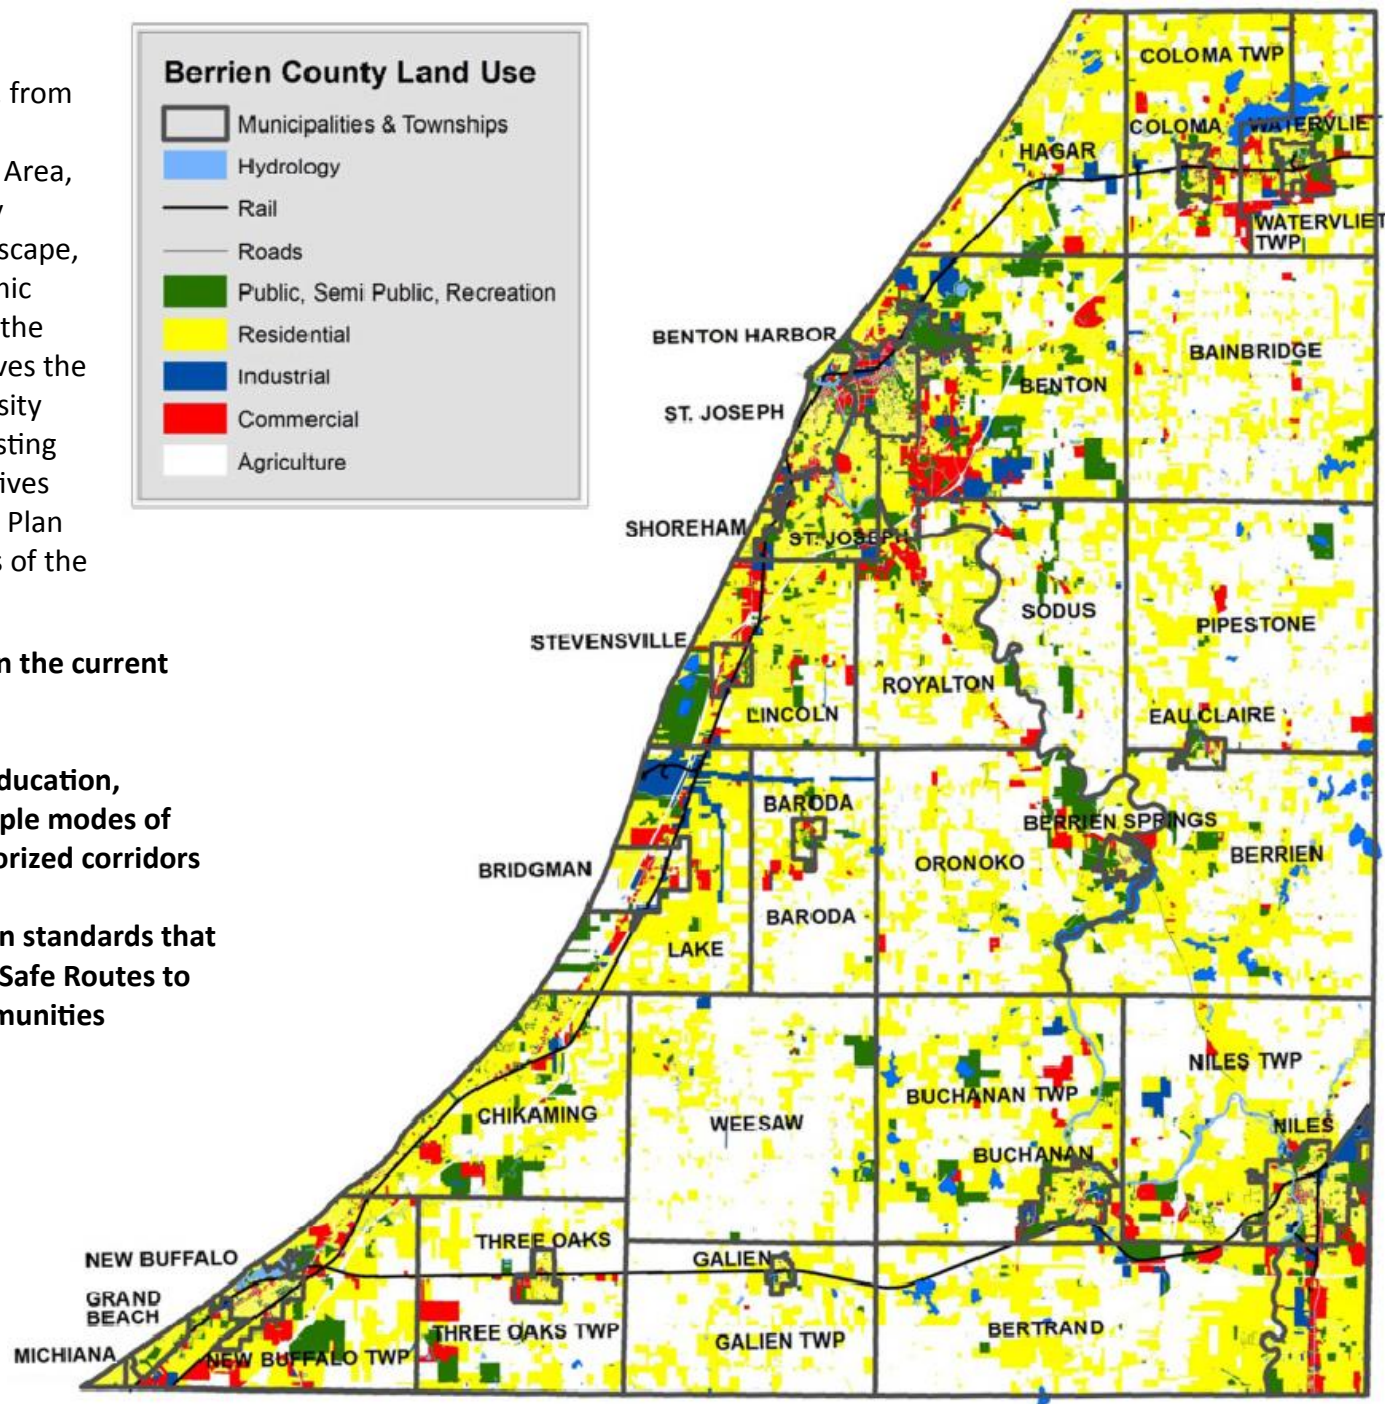 from
Area,
scape,
nic
the
ves the
sity
sting
tives
Plan
s of the
n the current
ducation,
ple modes of
orized corridors
n standards that
Safe Routes to
munities
Berrien County Land Use
Municipalities & Townships
Hydrology
Rail
Roads
Public, Semi Public, Recreation
Residential
Industrial
Commercial
Agriculture
COLOMA TWP
COLOMA
WATERVLIE
HAGAR
WATERVLIET
TWP
BENTON HARBOR
BAINBRIDGE
BENTON
ST. JOSEPH
SHOREHAM
ST. JOSEPH
SODUS
PIPESTONE
STEVENSVILLE
ROYALTON
LINCOLN
EAU CLAIRE
BARODA
BERRIEN SPRINGS
BRIDGMAN
ORONOKO
BERRIEN
BARODA
LAKE
NILES TWP
CHIKAMING
WEESAW
BUCHANAN TWP
NILES
BUCHANAN
THREE OAKS
NEW BUFFALO
GALIEN
GRAND
BEACH
THREE OAKS TWP
GALIEN TWP
BERTRAND
MICHIANA
NEW BUFFALO TWP